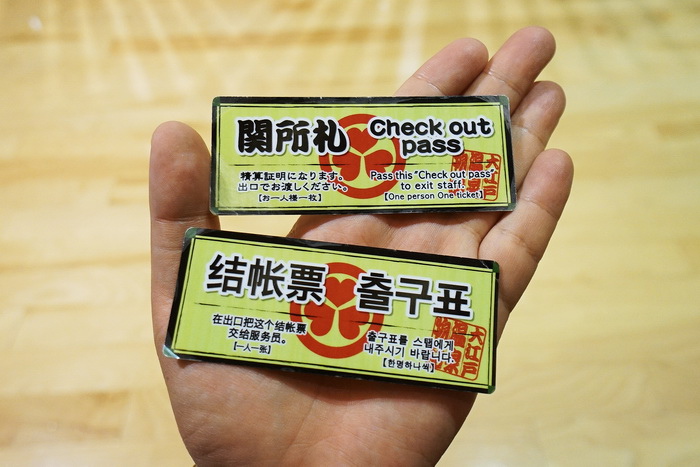 関所札
Check out
pass
精算証明になります。
出口でお渡しください。
【お一人様一枚】
Pass this "Check out pass"
to exit staff.
【One person One ticket】
大江戸
温泉
物語
结帐票
출구표
在出口把这个结帐票
交给服务员。
【一人一张】
출구표를 스탭에게
내주시기 바랍니다.
【한명하나씩】
大江戸